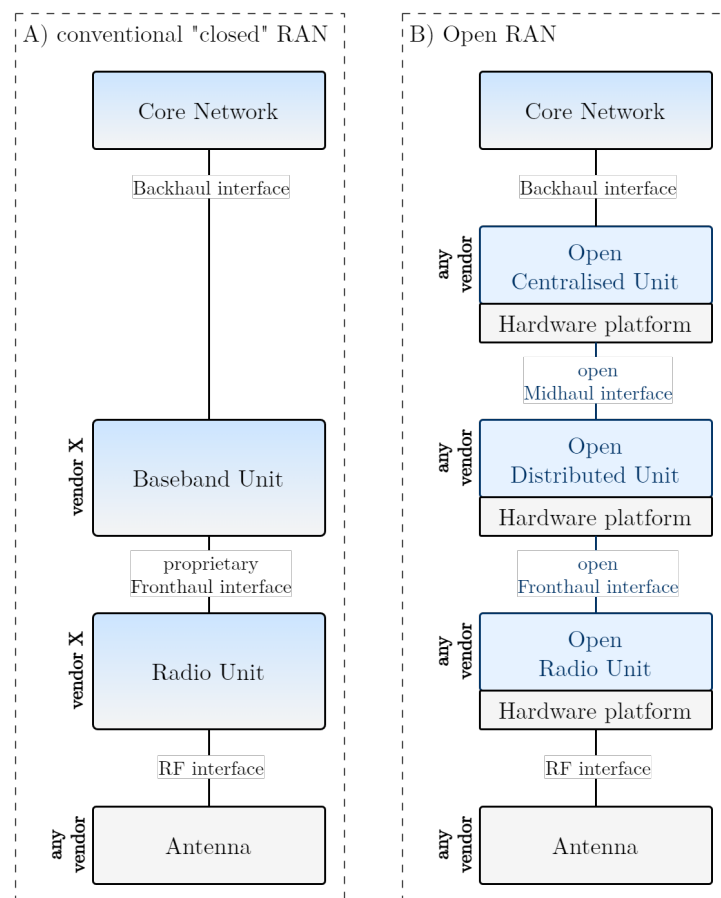 A) conventional "closed" RAN
Core Network
Backhaul interface
vendor X
Baseband Unit
proprietary
Fronthaul interface
vendor X
Radio Unit
RF interface
any
vendor
Antenna
B) Open RAN
Core Network
Backhaul interface
any
vendor
Open
Centralised Unit
Hardware platform
open
Midhaul interface
any
vendor
Open
Distributed Unit
Hardware platform
open
Fronthaul interface
any
vendor
Open
Radio Unit
Hardware platform
RF interface
any
vendor
Antenna